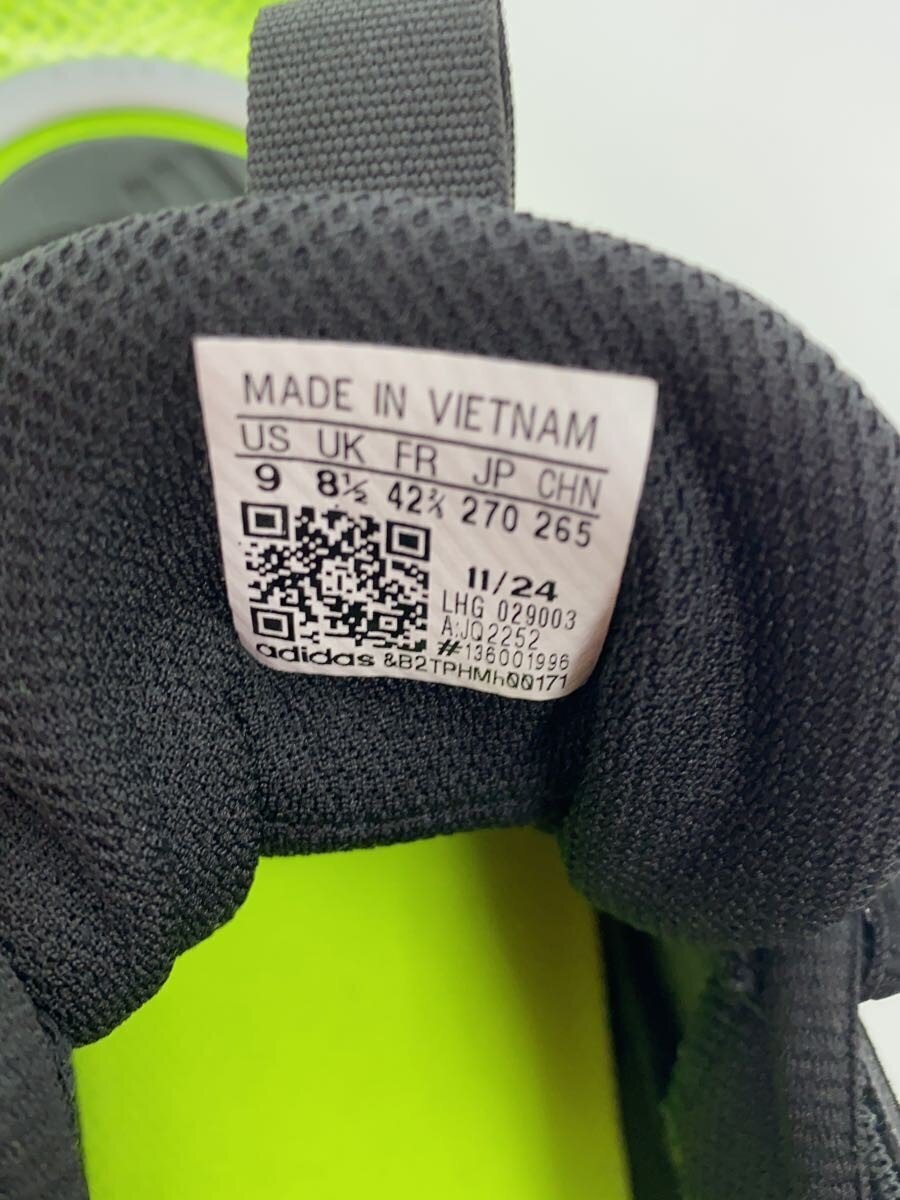 MADE IN VIETNAM
US UK FR JP CHN
9 8½ 42⅔ 270 265
11/24
LHG 029003
A:JQ2252
#136001996
adidas &B2TPHMh00171